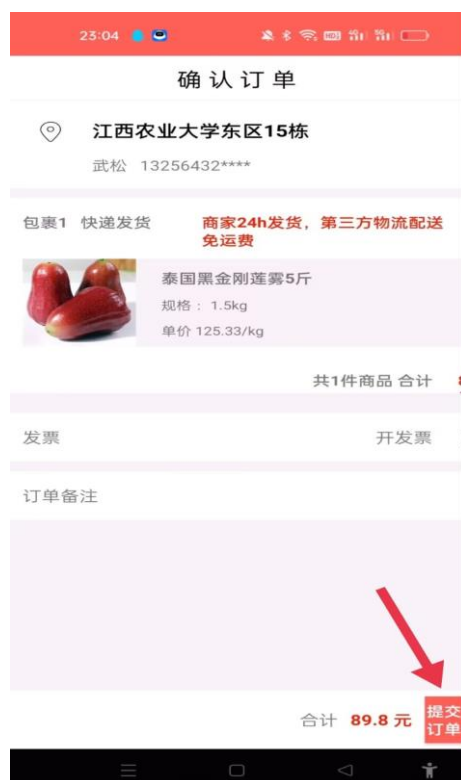 23:04
确认订单
江西农业大学东区15栋
武松 13256432****
包裹1 快递发货 商家24h发货，第三方物流配送
免运费
泰国黑金刚莲雾5斤
规格： 1.5kg
单价 125.33/kg
共1件商品 合计
发票 开发票
订单备注
合计 89.8 元
提交
订单